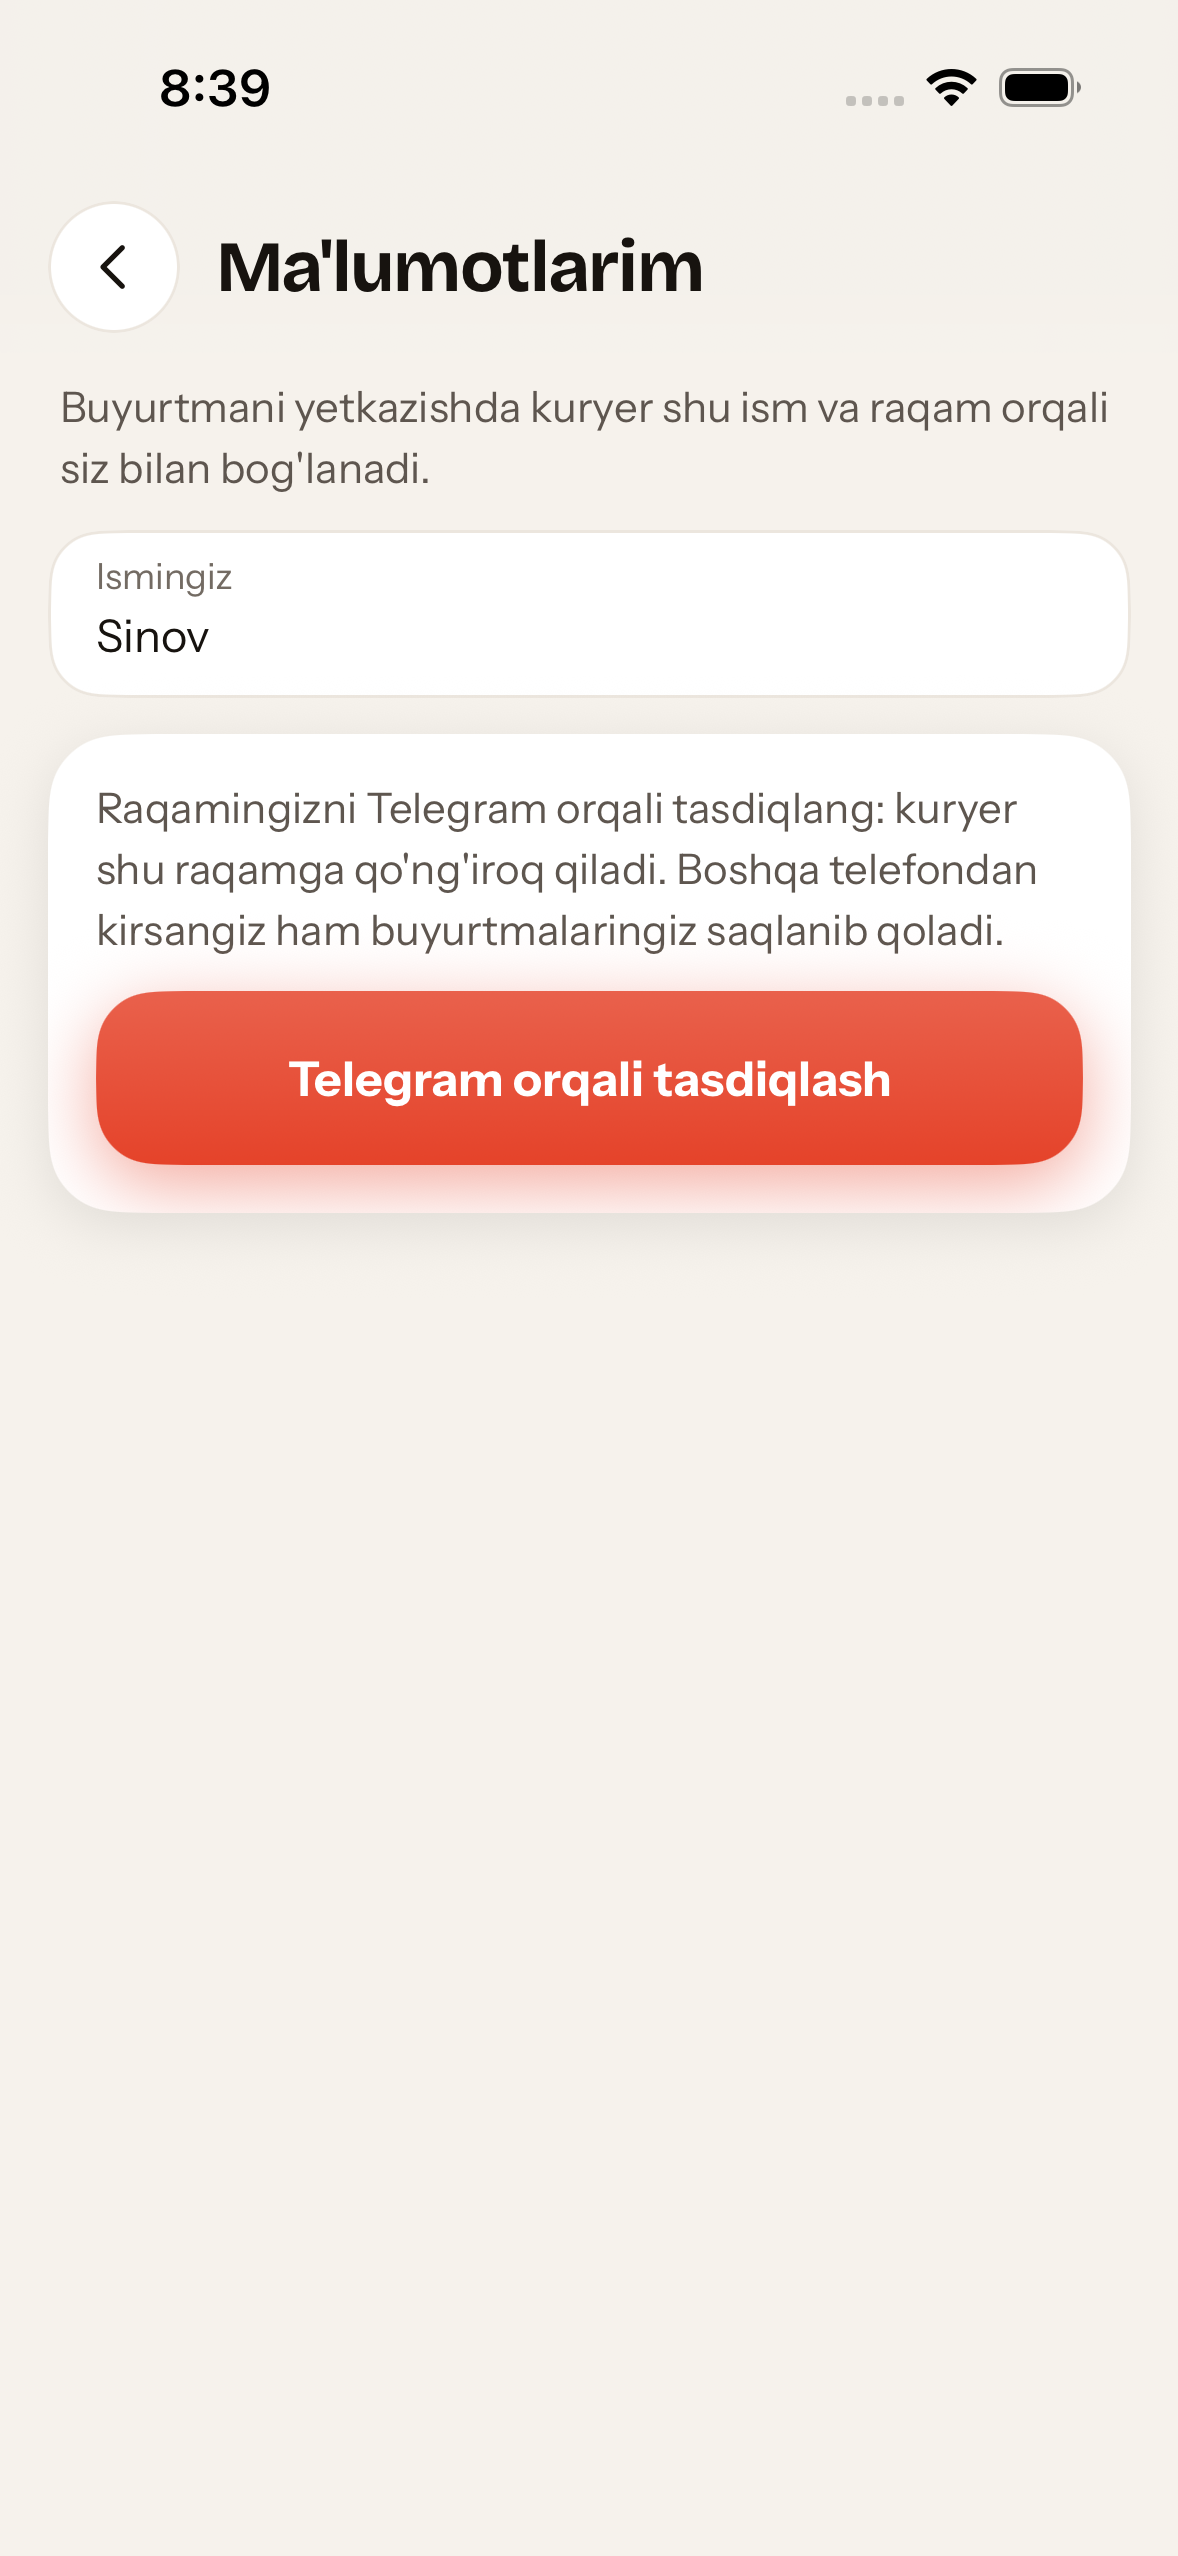 8:39
Ma'lumotlarim
Buyurtmani yetkazishda kuryer shu ism va raqam orqali
siz bilan bog'lanadi.
Ismingiz
Sinov
Raqamingizni Telegram orqali tasdiqlang: kuryer
shu raqamga qo'ng'iroq qiladi. Boshqa telefondan
kirsangiz ham buyurtmalaringiz saqlanib qoladi.
Telegram orqali tasdiqlash